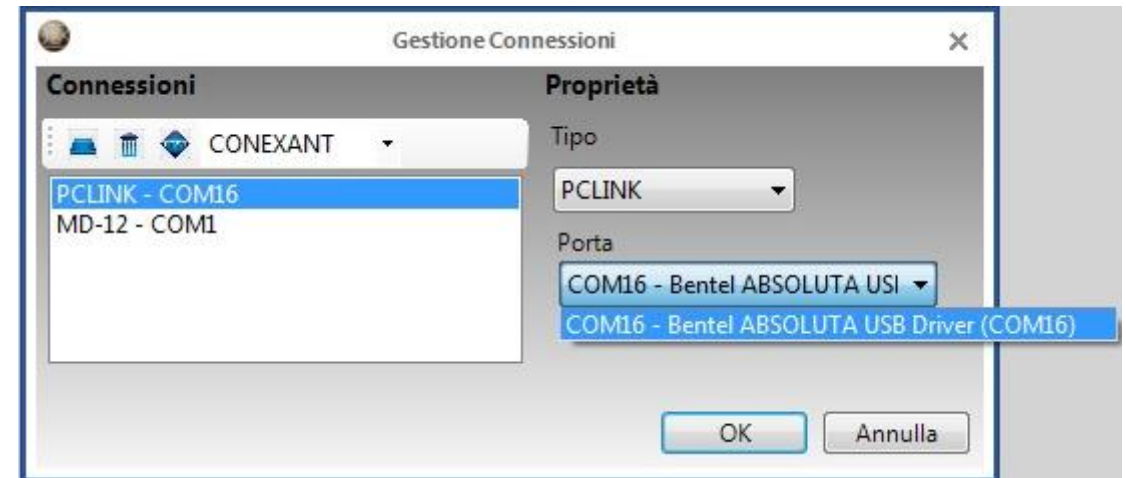 Gestione Connessioni
Connessioni
CONEXANT
PCLINK - COM16
MD-12 - COM1
Proprietà
Tipo
PCLINK
Porta
COM16 - Bentel ABSOLUTA USI
COM16 - Bentel ABSOLUTA USB Driver (COM16)
OK
Annulla